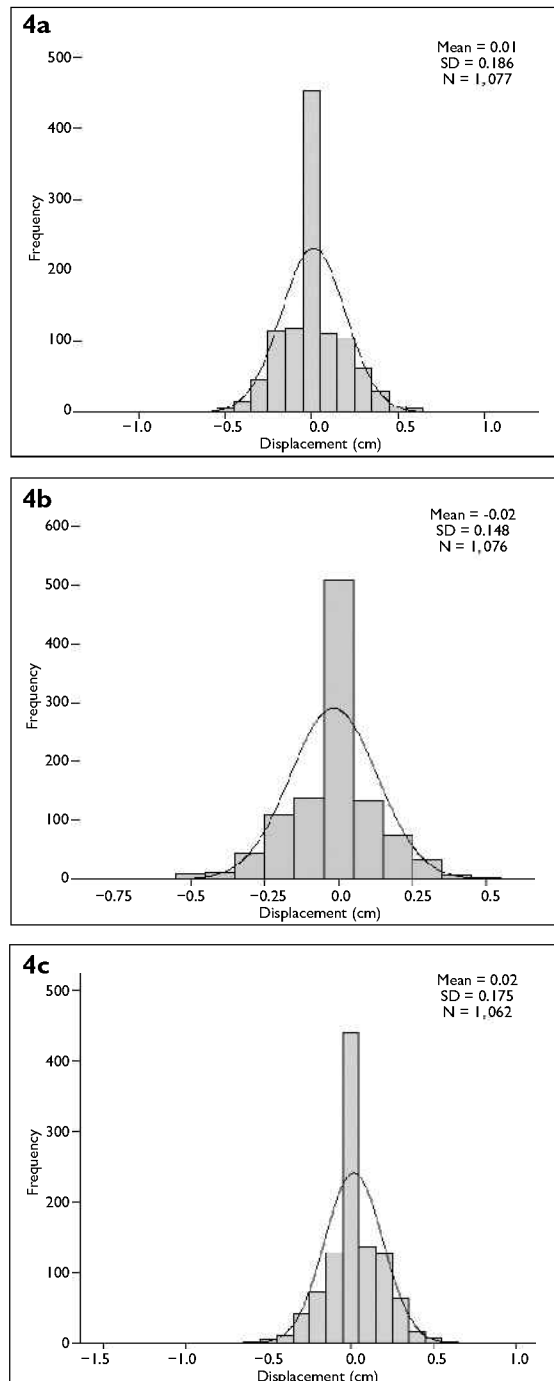 4a
Mean = 0.01
SD = 0.186
N = 1,077
500
400
300
200
100
0
Frequency
−1.0 −0.5 0.0 0.5 1.0
Displacement (cm)
4b
Mean = -0.02
SD = 0.148
N = 1,076
600
500
400
300
200
100
0
Frequency
−0.75 −0.5 −0.25 0.0 0.25 0.5
Displacement (cm)
4c
Mean = 0.02
SD = 0.175
N = 1,062
500
400
300
200
100
0
Frequency
−1.5 −1.0 −0.5 0.0 0.5 1.0
Displacement (cm)